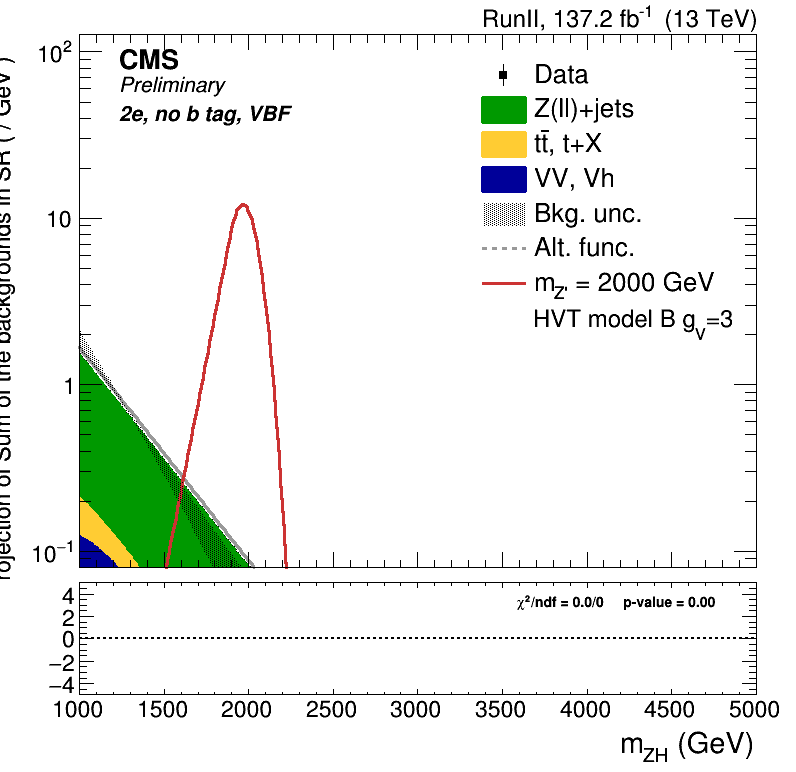 RunII, 137.2 fb⁻¹ (13 TeV)
CMS
Preliminary
2e, no b tag, VBF
Data
Z(ll)+jets
tt̄, t+X
VV, Vh
Bkg. unc.
Alt. func.
m_Z' = 2000 GeV
HVT model B g_V=3
of Sum of the backgrounds in SR ( / GeV )
10²
10
1
10⁻¹
χ²/ndf = 0.0/0 p-value = 0.00
4
2
0
−2
−4
1000 1500 2000 2500 3000 3500 4000 4500 5000
m_ZH (GeV)